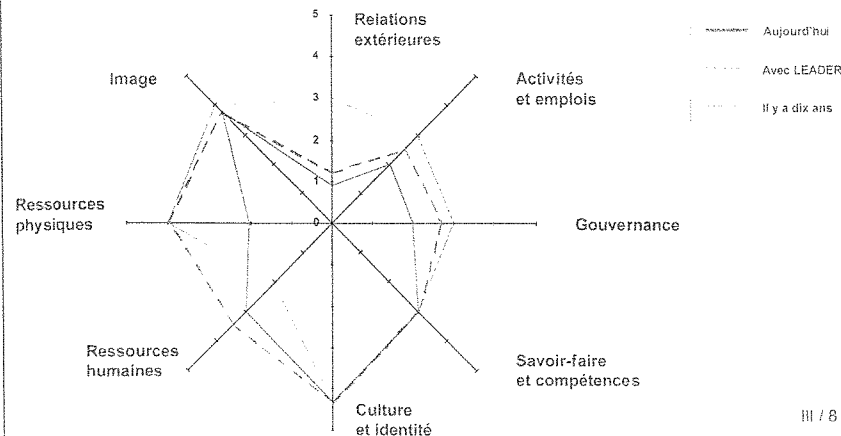 5
Relations
extérieures
4
3
2
1
0
Aujourd'hui
Avec LEADER
Il y a dix ans
Image
Activités
et emplois
Ressources
physiques
Gouvernance
Ressources
humaines
Savoir-faire
et compétences
Culture
et identité
III / 8